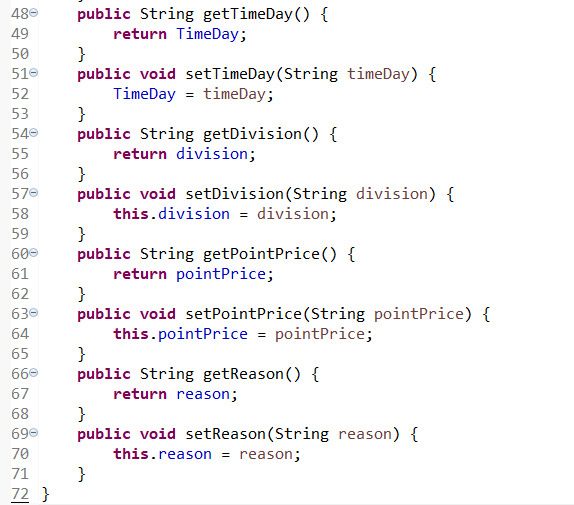 48 public String getTimeDay() {
49 return TimeDay;
50 }
51 public void setTimeDay(String timeDay) {
52 TimeDay = timeDay;
53 }
54 public String getDivision() {
55 return division;
56 }
57 public void setDivision(String division) {
58 this.division = division;
59 }
60 public String getPointPrice() {
61 return pointPrice;
62 }
63 public void setPointPrice(String pointPrice) {
64 this.pointPrice = pointPrice;
65 }
66 public String getReason() {
67 return reason;
68 }
69 public void setReason(String reason) {
70 this.reason = reason;
71 }
72 }